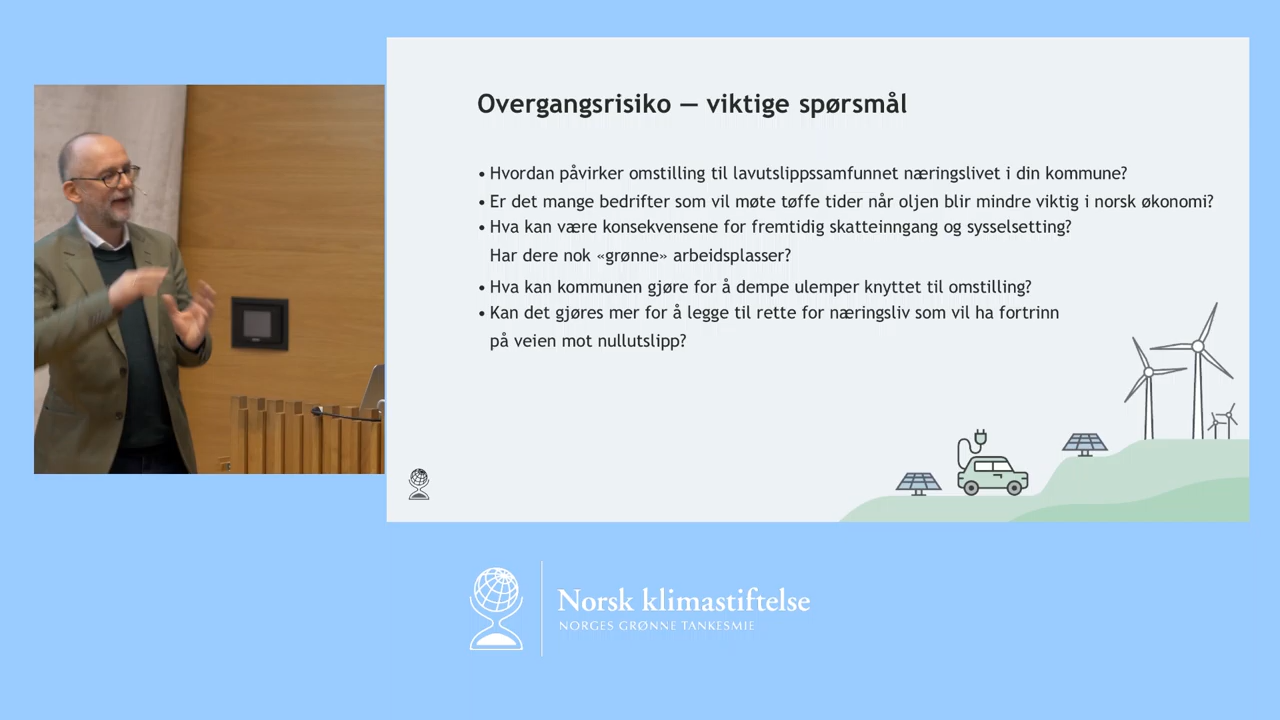 Overgangsrisiko — viktige spørsmål
• Hvordan påvirker omstilling til lavutslippssamfunnet næringslivet i din kommune?
• Er det mange bedrifter som vil møte tøffe tider når oljen blir mindre viktig i norsk økonomi?
• Hva kan være konsekvensene for fremtidig skatteinngang og sysselsetting?
Har dere nok «grønne» arbeidsplasser?
• Hva kan kommunen gjøre for å dempe ulemper knyttet til omstilling?
• Kan det gjøres mer for å legge til rette for næringsliv som vil ha fortrinn
på veien mot nullutslipp?
Norsk klimastiftelse
NORGES GRØNNE TANKESMIE